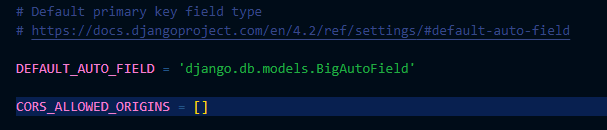 # Default primary key field type
# https://docs.djangoproject.com/en/4.2/ref/settings/#default-auto-field
DEFAULT_AUTO_FIELD = 'django.db.models.BigAutoField'
CORS_ALLOWED_ORIGINS = []